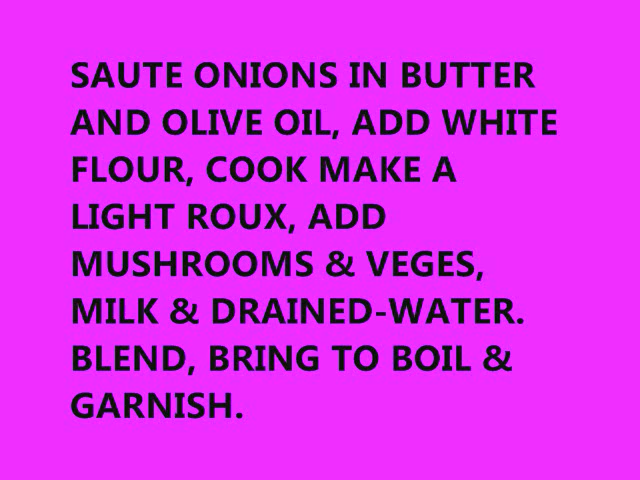 SAUTE ONIONS IN BUTTER
AND OLIVE OIL, ADD WHITE
FLOUR, COOK MAKE A
LIGHT ROUX, ADD
MUSHROOMS & VEGES,
MILK & DRAINED-WATER.
BLEND, BRING TO BOIL &
GARNISH.